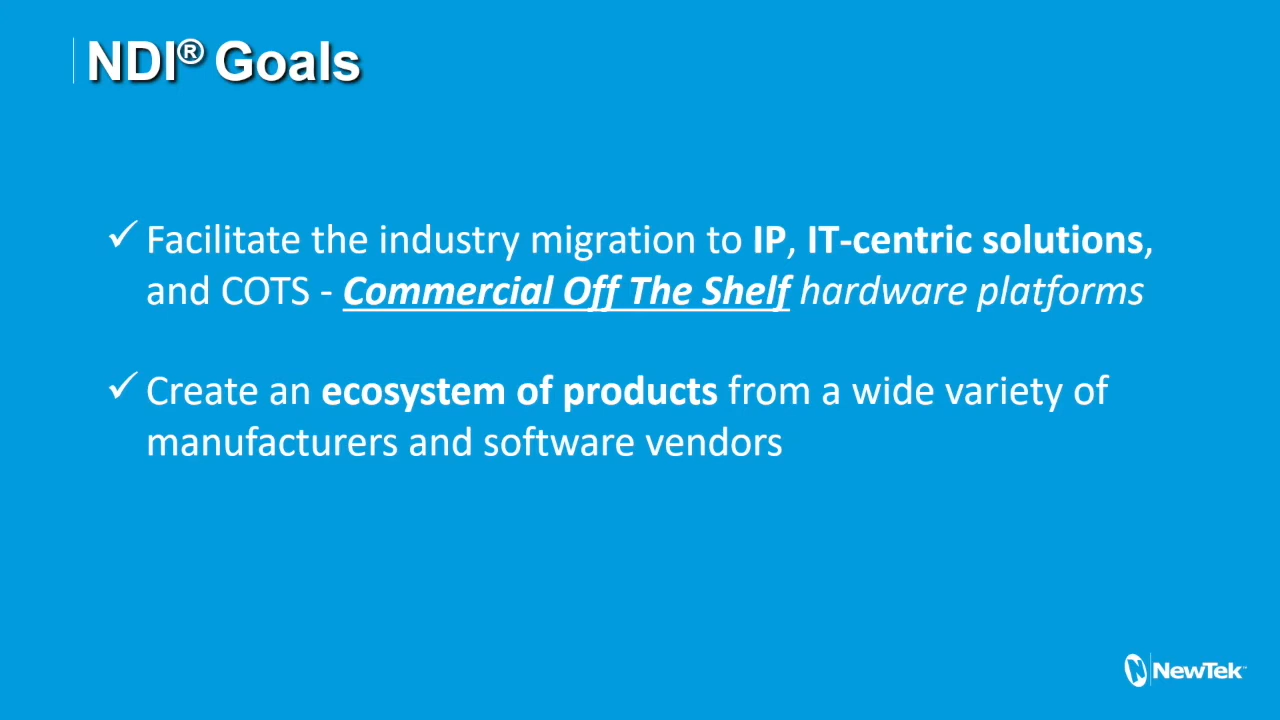 NDI® Goals
✓ Facilitate the industry migration to IP, IT-centric solutions,
and COTS - Commercial Off The Shelf hardware platforms
✓ Create an ecosystem of products from a wide variety of
manufacturers and software vendors
NewTek™